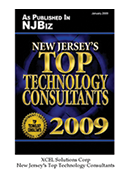 AS PUBLISHED IN
NJBIZ
NEW JERSEY'S
TOP
TECHNOLOGY
CONSULTANTS
2009
XCEL Solutions Corp
New Jersey's Top Technology Consultants